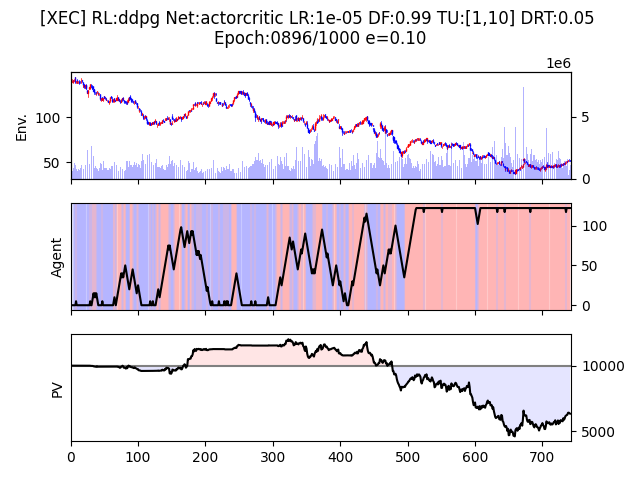 [XEC] RL:ddpg Net:actorcritic LR:1e-05 DF:0.99 TU:[1,10] DRT:0.05
Epoch:0896/1000 e=0.10
1e6
Env.
100
50
5
0
Agent
100
50
0
PV
10000
5000
0 100 200 300 400 500 600 700